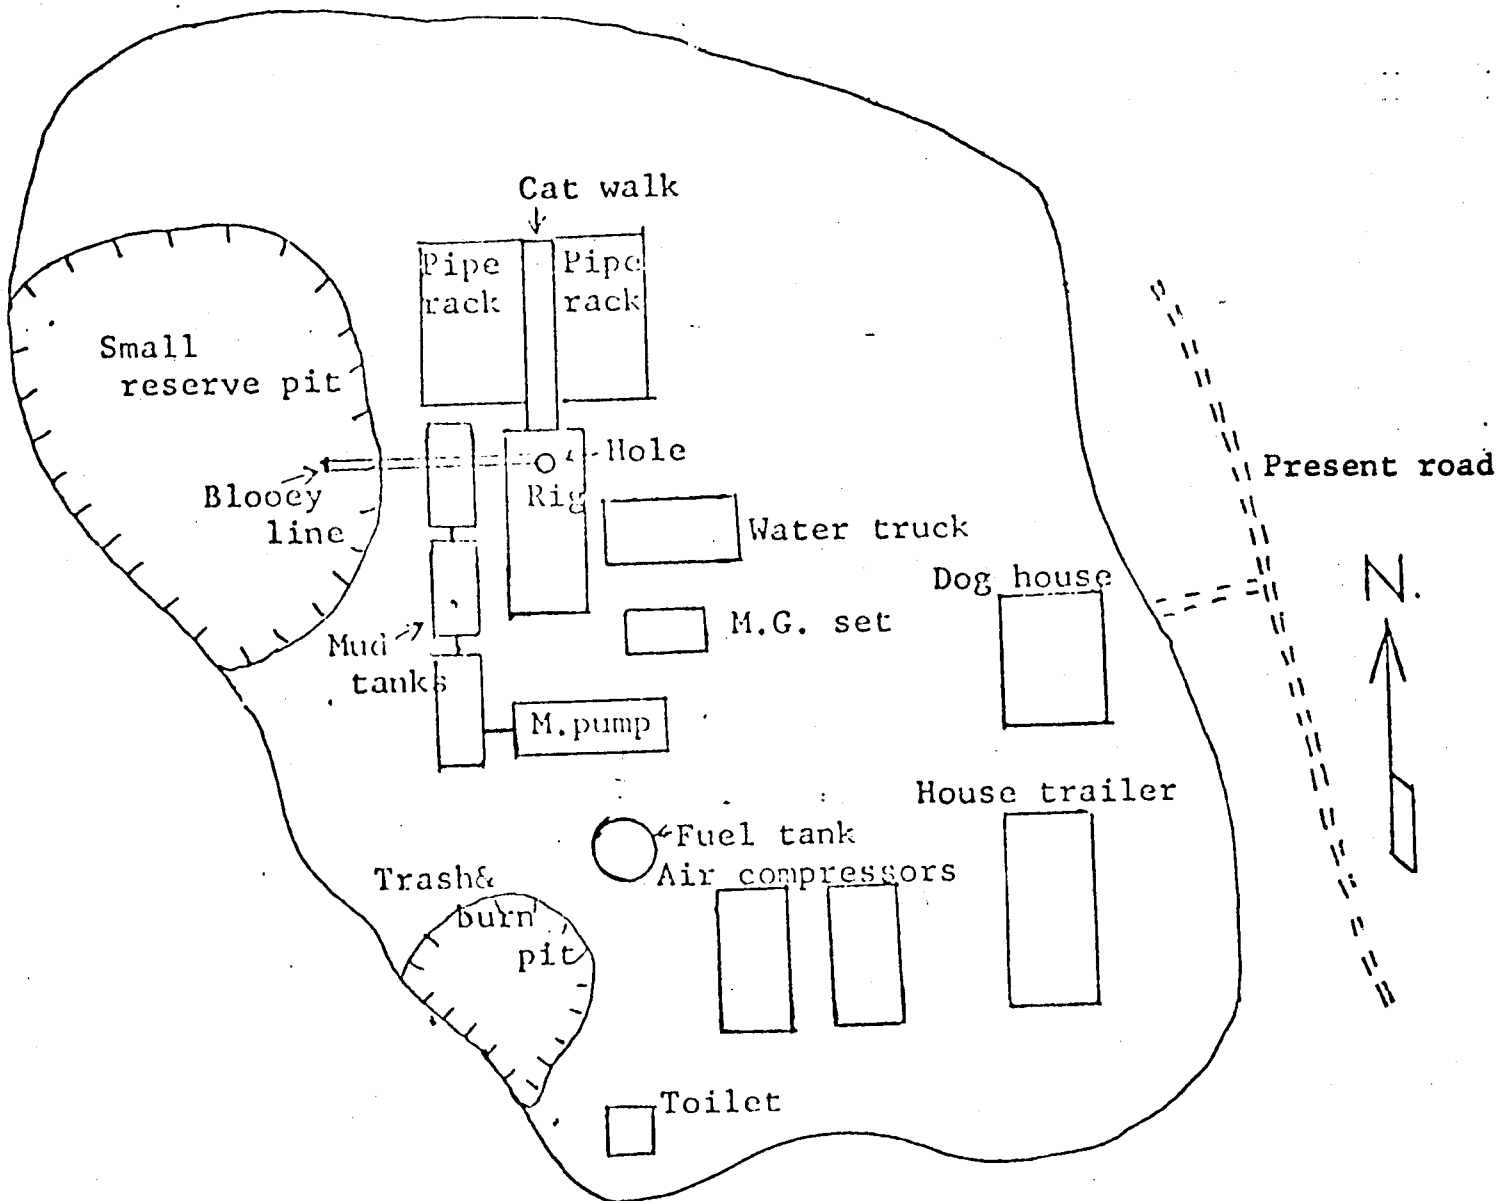 Cat walk
Pipe
rack
Pipe
rack
Small
reserve pit
Hole
Present road
Blooey
line
Rig
Water truck
Dog house
N.
M.G. set
Mud
tanks
M. pump
House trailer
Fuel tank
Air compressors
Trash&
burn
pit
Toilet